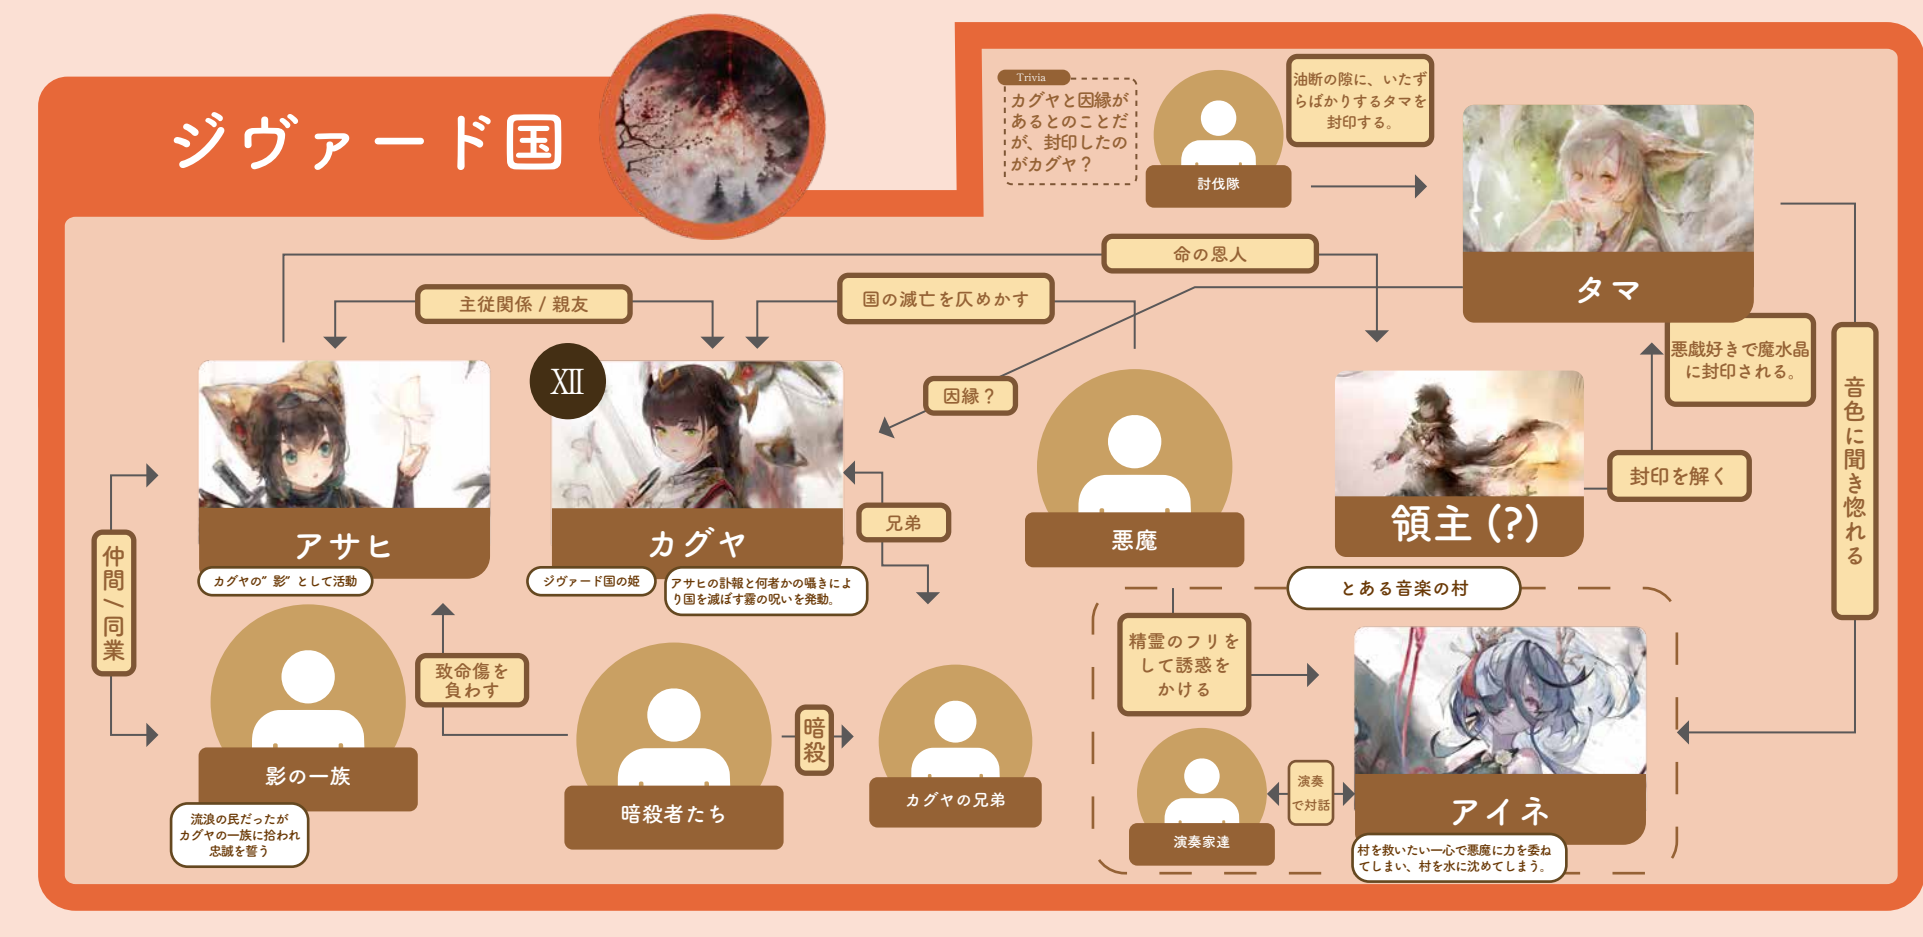 ジヴァード国
Trivia
カグヤと因縁が
あるとのことだ
が、封印したの
がカグヤ？
討伐隊
油断の隙に、いたず
らばかりするタマを
封印する。
タマ
命の恩人
主従関係 / 親友
国の滅亡を仄めかす
悪戯好きで魔水晶
に封印される。
音色に聞き惚れる
因縁？
XII
アサヒ
カグヤの"影"として活動
カグヤ
ジヴァード国の姫
アサヒの訃報と何者かの囁きによ
り国を滅ぼす霧の呪いを発動。
兄弟
悪魔
領主 (?)
封印を解く
仲間/同業
影の一族
流浪の民だったが
カグヤの一族に拾われ
忠誠を誓う
致命傷を
負わす
暗殺者たち
暗殺
カグヤの兄弟
とある音楽の村
精霊のフリを
して誘惑を
かける
演奏家達
演奏
で対話
アイネ
村を救いたい一心で悪魔に力を委ね
てしまい、村を水に沈めてしまう。